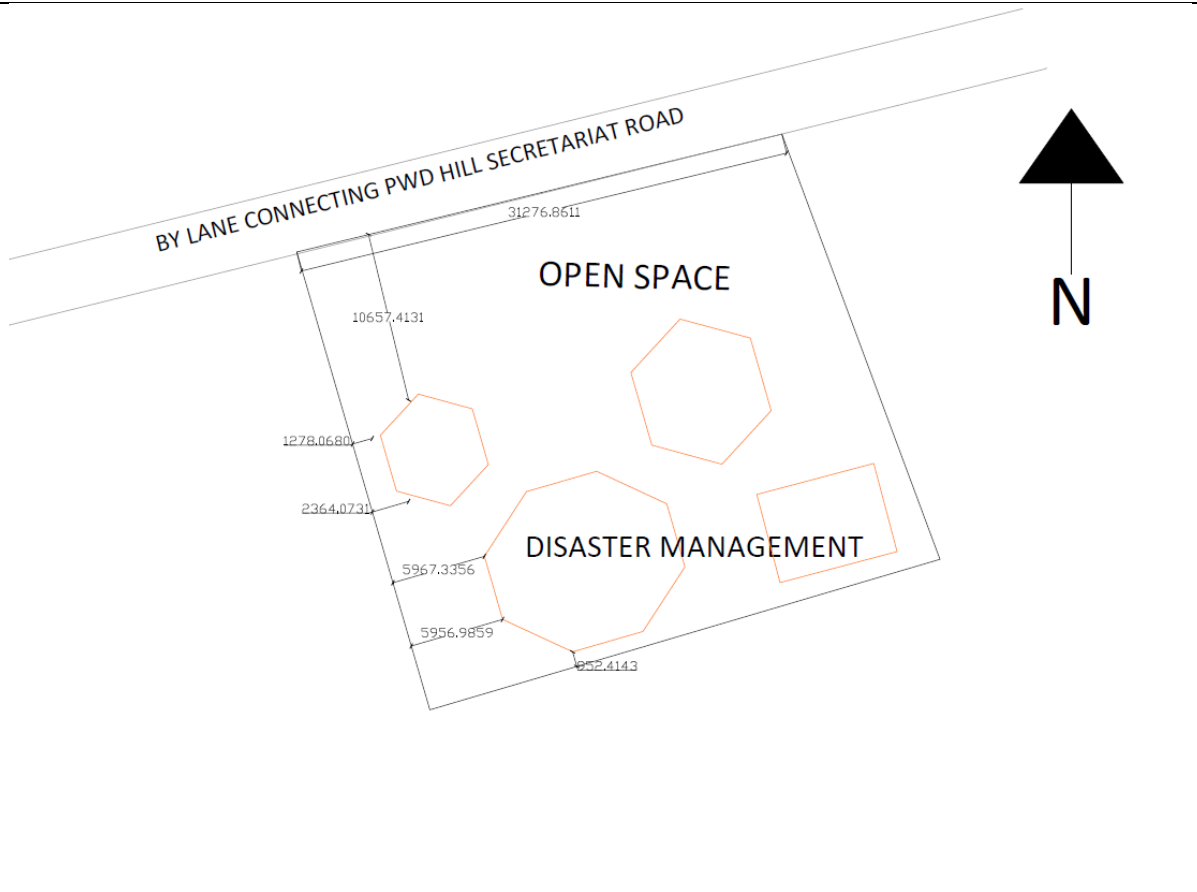 BY LANE CONNECTING PWD HILL SECRETARIAT ROAD
31276.8611
OPEN SPACE
N
10657.4131
1278.0680
2364.0731
DISASTER MANAGEMENT
5967.3356
5956.9859
952.4143